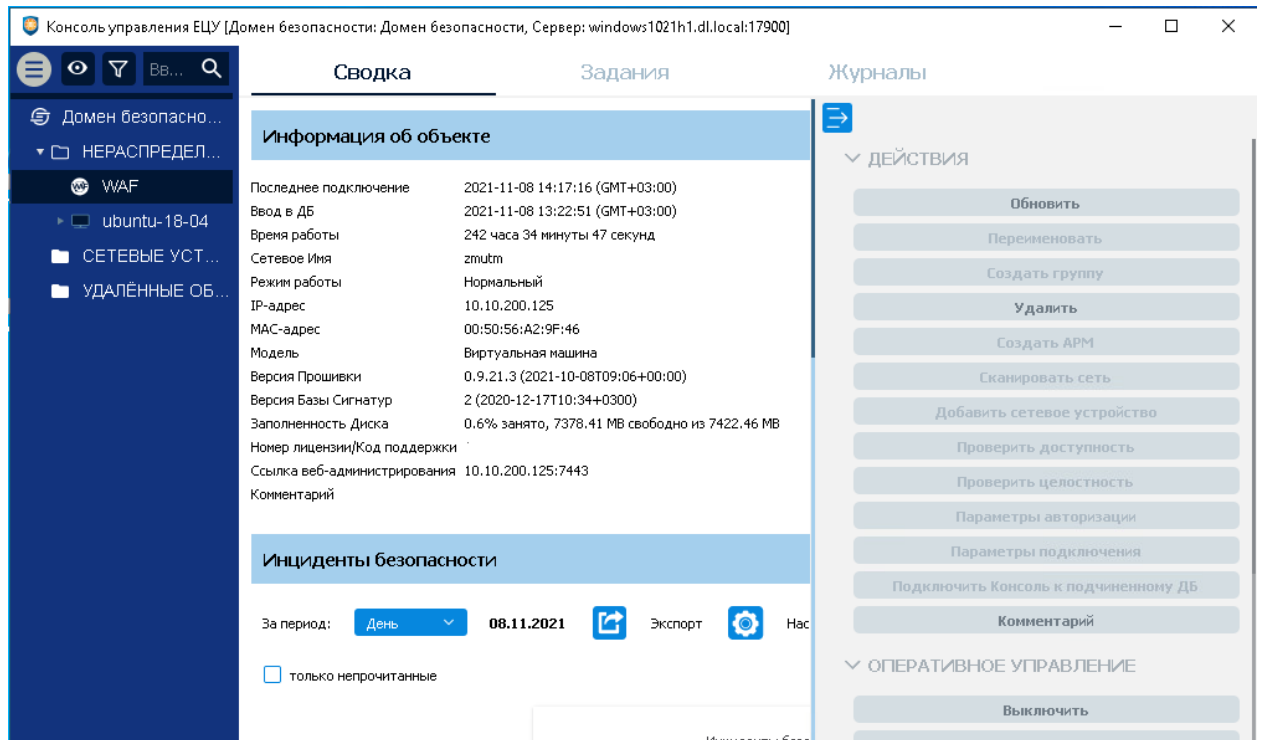 Консоль управления ЕЦУ [Домен безопасности: Домен безопасности, Сервер: windows1021h1.dl.local:17900]
Вв...
Сводка
Задания
Журналы
Домен безопасно...
НЕРАСПРЕДЕЛ...
WAF
ubuntu-18-04
СЕТЕВЫЕ УСТ...
УДАЛЁННЫЕ ОБ...
Информация об объекте
Последнее подключение 2021-11-08 14:17:16 (GMT+03:00)
Ввод в ДБ 2021-11-08 13:22:51 (GMT+03:00)
Время работы 242 часа 34 минуты 47 секунд
Сетевое Имя zmutm
Режим работы Нормальный
IP-адрес 10.10.200.125
MAC-адрес 00:50:56:A2:9F:46
Модель Виртуальная машина
Версия Прошивки 0.9.21.3 (2021-10-08T09:06+00:00)
Версия Базы Сигнатур 2 (2020-12-17T10:34+0300)
Заполненность Диска 0.6% занято, 7378.41 MB свободно из 7422.46 MB
Номер лицензии/Код поддержки
Ссылка веб-администрирования 10.10.200.125:7443
Комментарий
Инциденты безопасности
За период: День 08.11.2021 Экспорт Нас
только непрочитанные
ДЕЙСТВИЯ
Обновить
Переименовать
Создать группу
Удалить
Создать АРМ
Сканировать сеть
Добавить сетевое устройство
Проверить доступность
Проверить целостность
Параметры авторизации
Параметры подключения
Подключить Консоль к подчиненному ДБ
Комментарий
ОПЕРАТИВНОЕ УПРАВЛЕНИЕ
Выключить